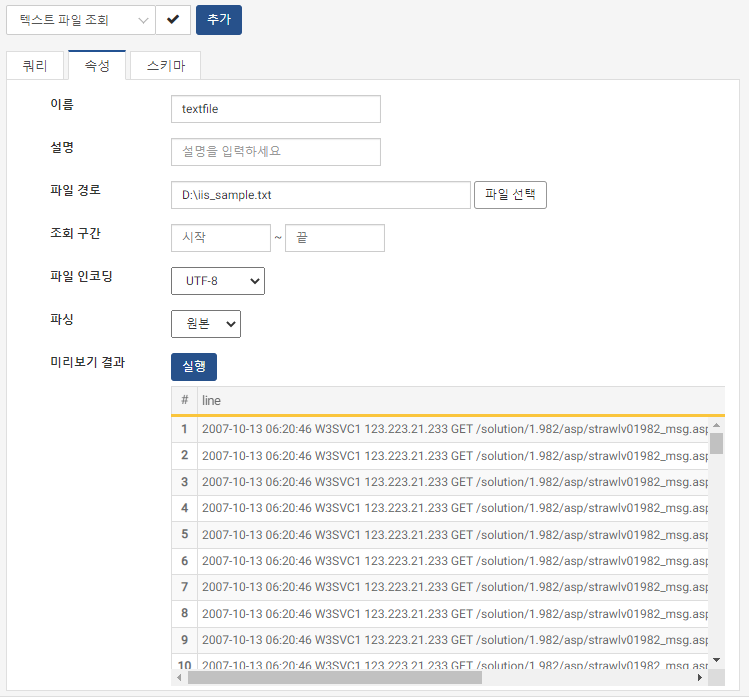 텍스트 파일 조회 추가
쿼리 속성 스키마
이름 textfile
설명 설명을 입력하세요
파일 경로 D:\iis_sample.txt 파일 선택
조회 구간 시작 ~ 끝
파일 인코딩 UTF-8
파싱 원본
미리보기 결과 실행
# line
1 2007-10-13 06:20:46 W3SVC1 123.223.21.233 GET /solution/1.982/asp/strawlv01982_msg.asp
2 2007-10-13 06:20:46 W3SVC1 123.223.21.233 GET /solution/1.982/asp/strawlv01982_msg.asp
3 2007-10-13 06:20:46 W3SVC1 123.223.21.233 GET /solution/1.982/asp/strawlv01982_msg.asp
4 2007-10-13 06:20:46 W3SVC1 123.223.21.233 GET /solution/1.982/asp/strawlv01982_msg.asp
5 2007-10-13 06:20:46 W3SVC1 123.223.21.233 GET /solution/1.982/asp/strawlv01982_msg.asp
6 2007-10-13 06:20:46 W3SVC1 123.223.21.233 GET /solution/1.982/asp/strawlv01982_msg.asp
7 2007-10-13 06:20:46 W3SVC1 123.223.21.233 GET /solution/1.982/asp/strawlv01982_msg.asp
8 2007-10-13 06:20:46 W3SVC1 123.223.21.233 GET /solution/1.982/asp/strawlv01982_msg.asp
9 2007-10-13 06:20:46 W3SVC1 123.223.21.233 GET /solution/1.982/asp/strawlv01982_msg.asp
10 2007-10-13 06:20:46 W3SVC1 123.223.21.233 GET /solution/1.982/asp/strawlv01982_msg.asp